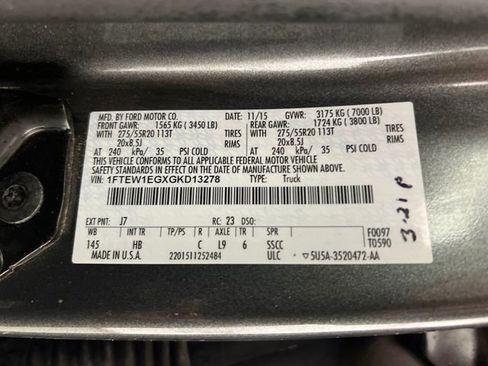 MFD. BY FORD MOTOR CO. 11/15 GVWR: 3175 KG ( 7000 LB)
FRONT GAWR: 1565 KG ( 3450 LB) REAR GAWR: 1724 KG ( 3800 LB)
WITH 275/55R20 113T TIRES WITH 275/55R20 113T TIRES
20x8.5J RIMS 20x8.5J RIMS
AT 240 kPa/ 35 PSI COLD AT 240 kPa/ 35 PSI COLD
THIS VEHICLE CONFORMS TO ALL APPLICABLE FEDERAL MOTOR VEHICLE
SAFETY STANDARDS IN EFFECT ON THE DATE OF MANUFACTURE SHOWN ABOVE.
VIN: 1FTEW1EGXGKD13278 TYPE: Truck
EXT PNT: J7 RC: 23 DSO: F0097
WB BRK INT TR TP/PS R AXLE TR SPR T0590
145 HB C L9 6 SSCC
MADE IN U.S.A. 2201511252484 ULC 5U5A-3520472-AA
3.21 P